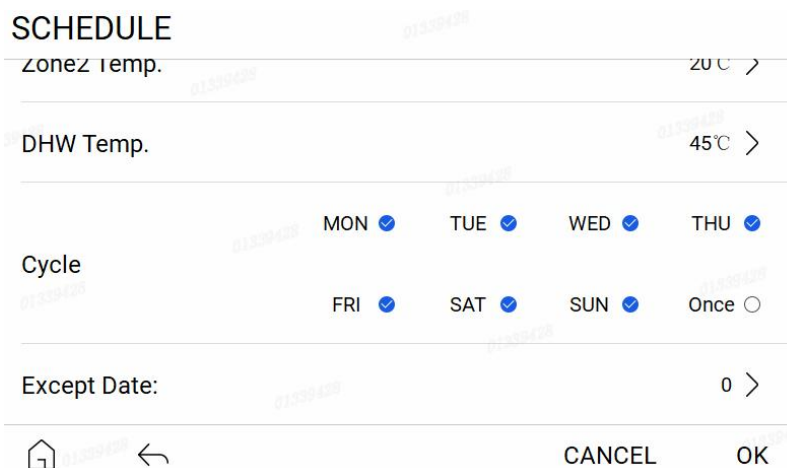 SCHEDULE
Zone2 Temp. 20℃
DHW Temp. 45℃
MON TUE WED THU
Cycle
FRI SAT SUN Once
Except Date: 0
CANCEL OK
01339428